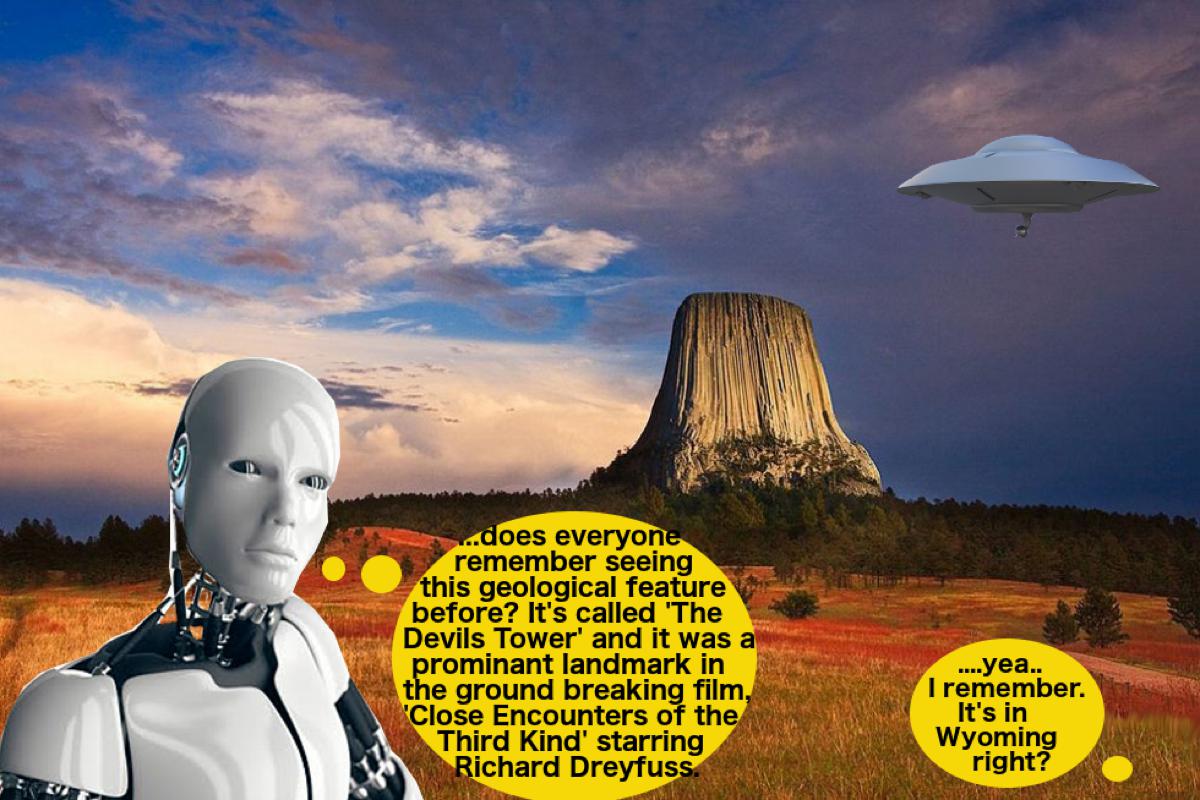 ...does everyone
remember seeing
this geological feature
before? It's called 'The
Devils Tower' and it was a
prominant landmark in
the ground breaking film,
'Close Encounters of the
Third Kind' starring
Richard Dreyfuss.
....yea..
I remember.
It's in
Wyoming
right?